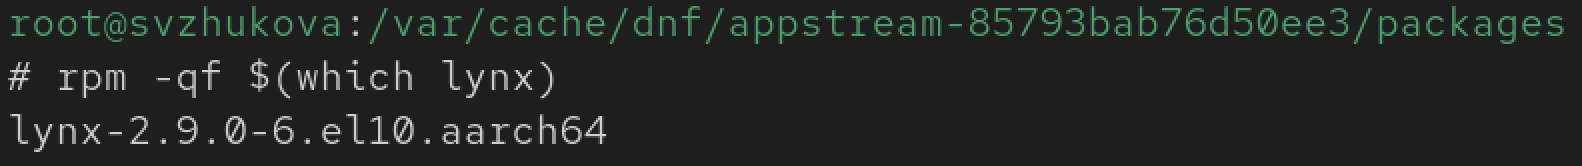 root@svzhukova:/var/cache/dnf/appstream-85793bab76d50ee3/packages
# rpm -qf $(which lynx)
lynx-2.9.0-6.el10.aarch64